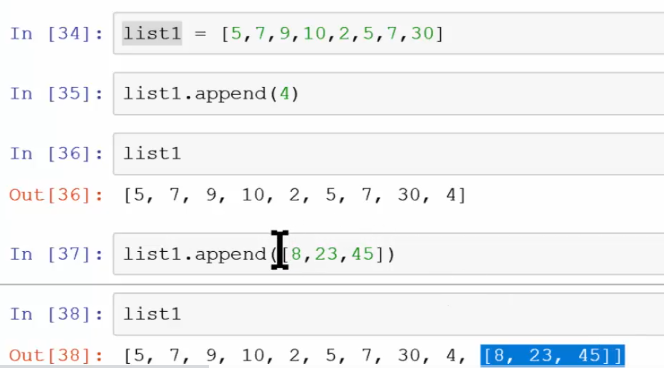 In [34]: list1 = [5,7,9,10,2,5,7,30]
In [35]: list1.append(4)
In [36]: list1
Out[36]: [5, 7, 9, 10, 2, 5, 7, 30, 4]
In [37]: list1.append([8,23,45])
In [38]: list1
Out[38]: [5, 7, 9, 10, 2, 5, 7, 30, 4, [8, 23, 45]]